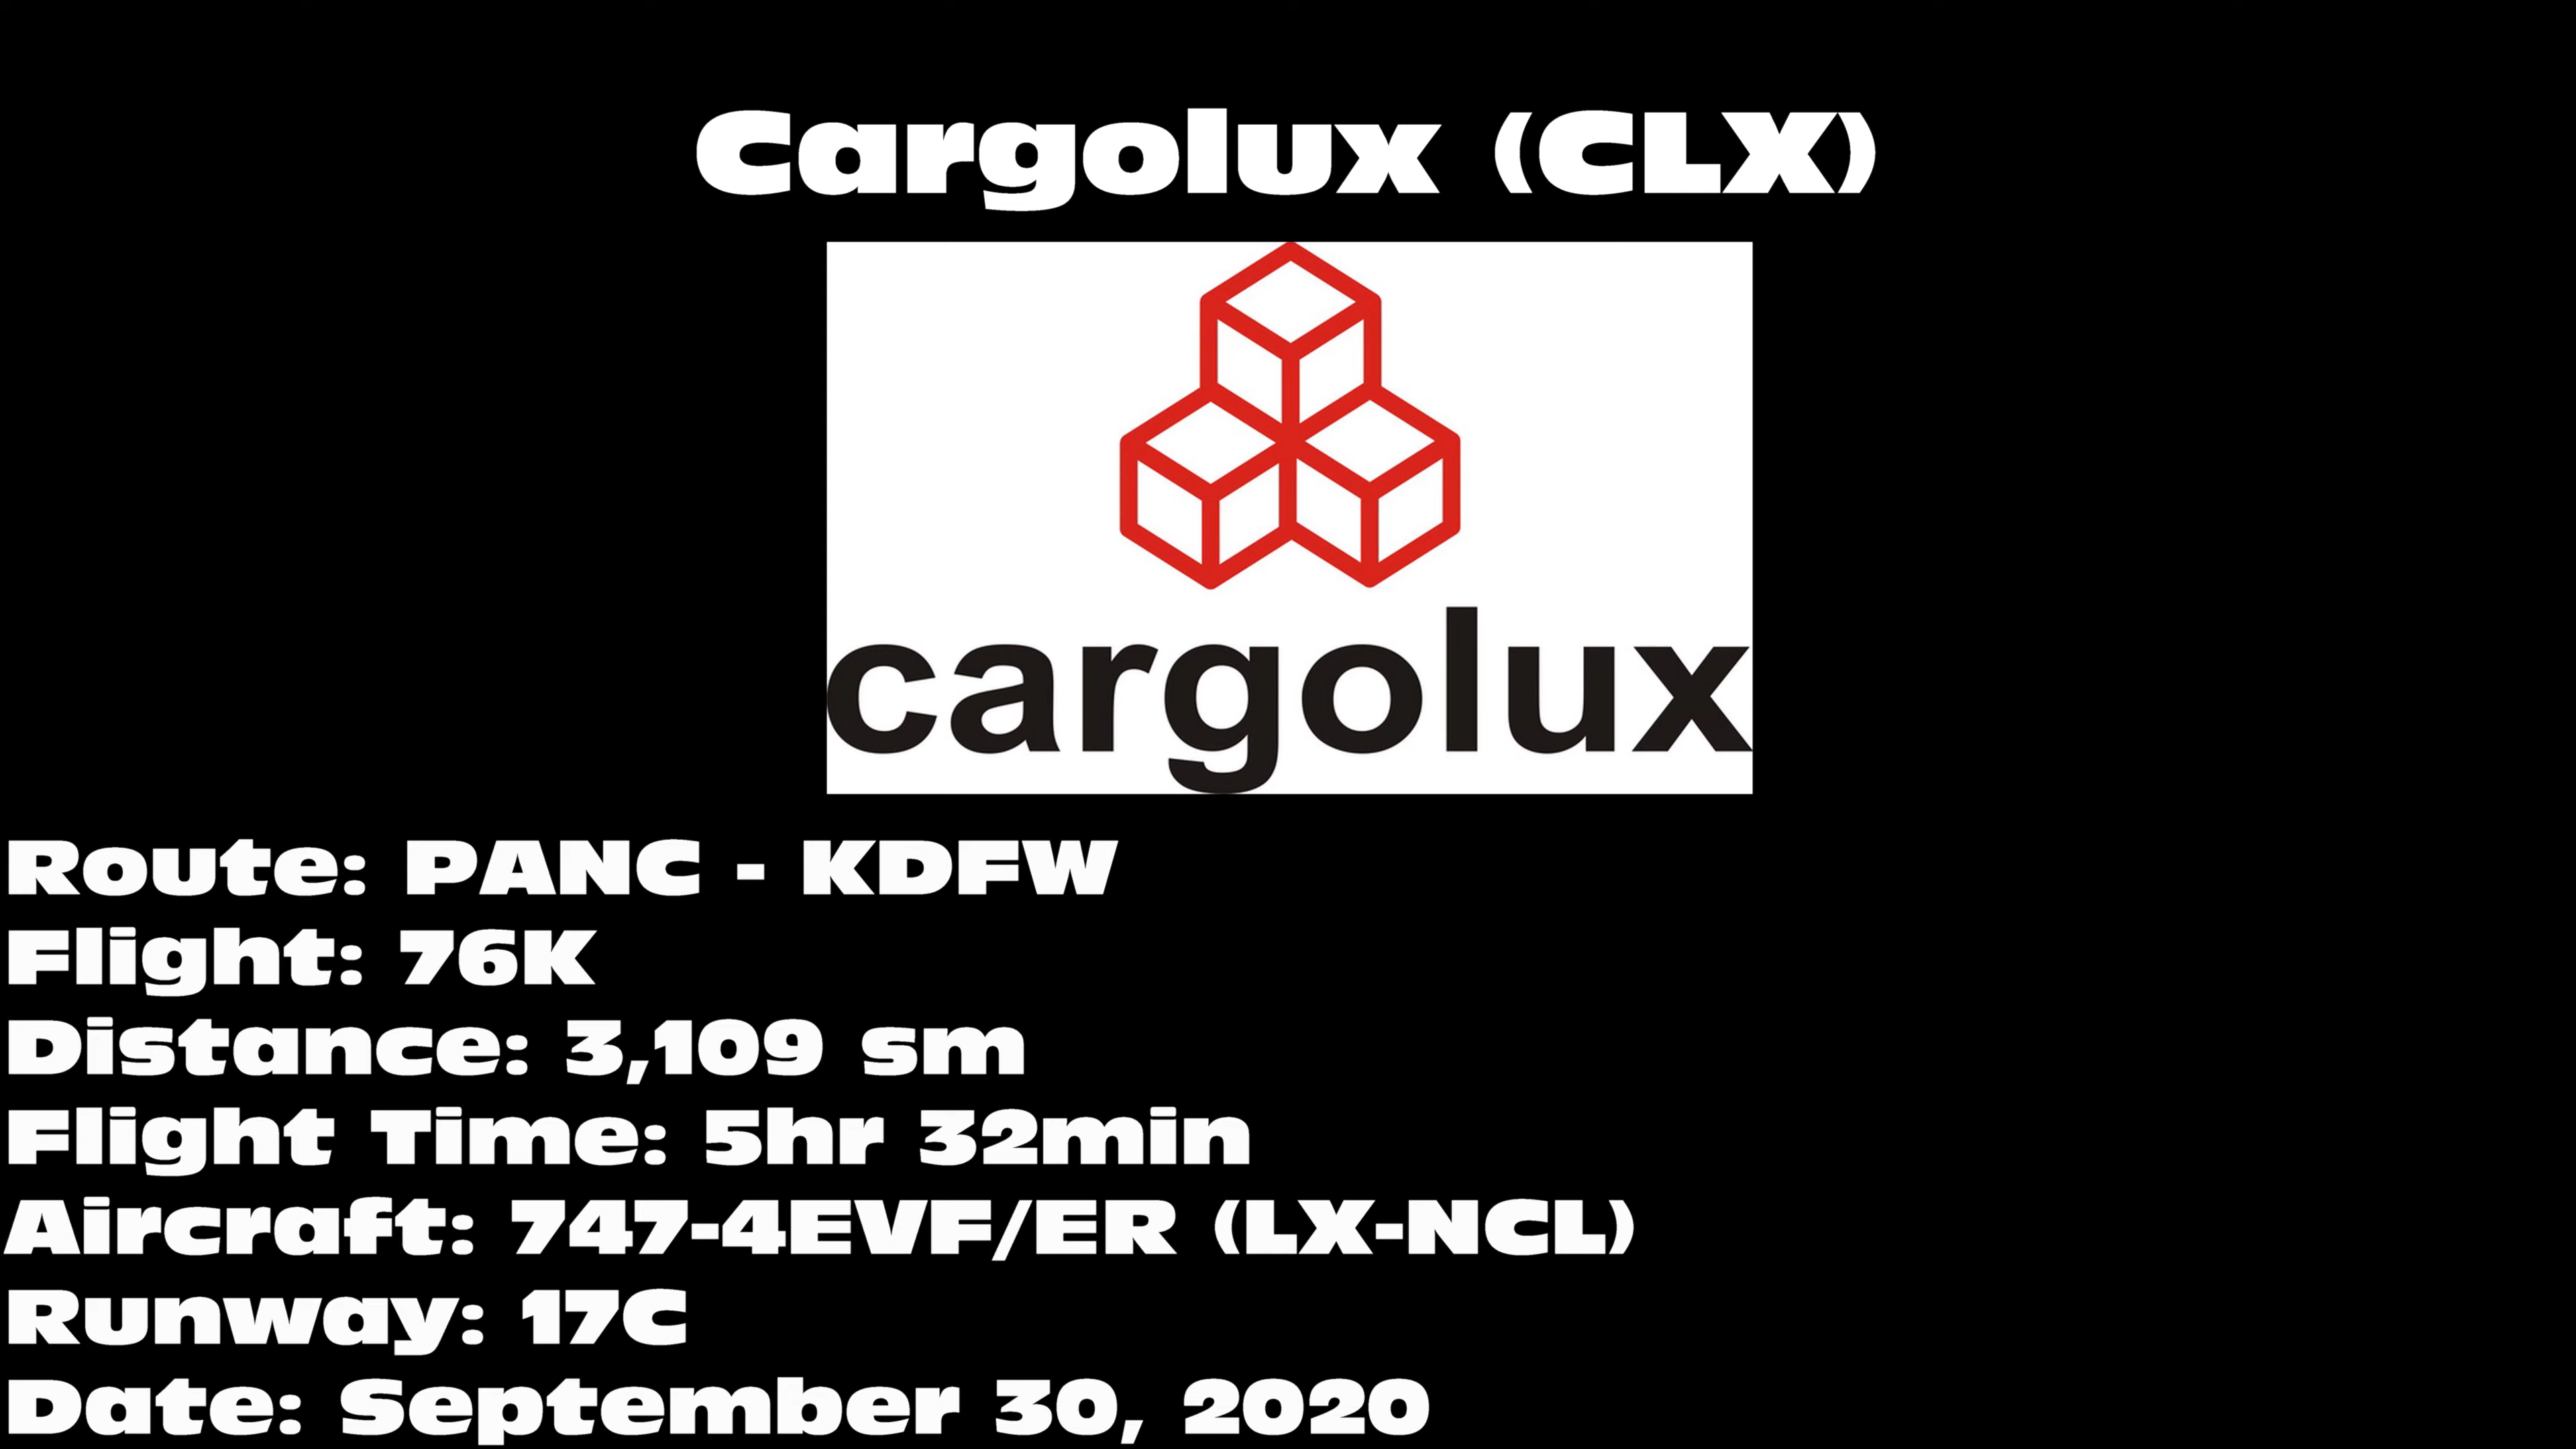 Cargolux (CLX)
cargolux
Route: PANC - KDFW
Flight: 76K
Distance: 3,109 sm
Flight Time: 5hr 32min
Aircraft: 747-4EVF/ER (LX-NCL)
Runway: 17C
Date: September 30, 2020